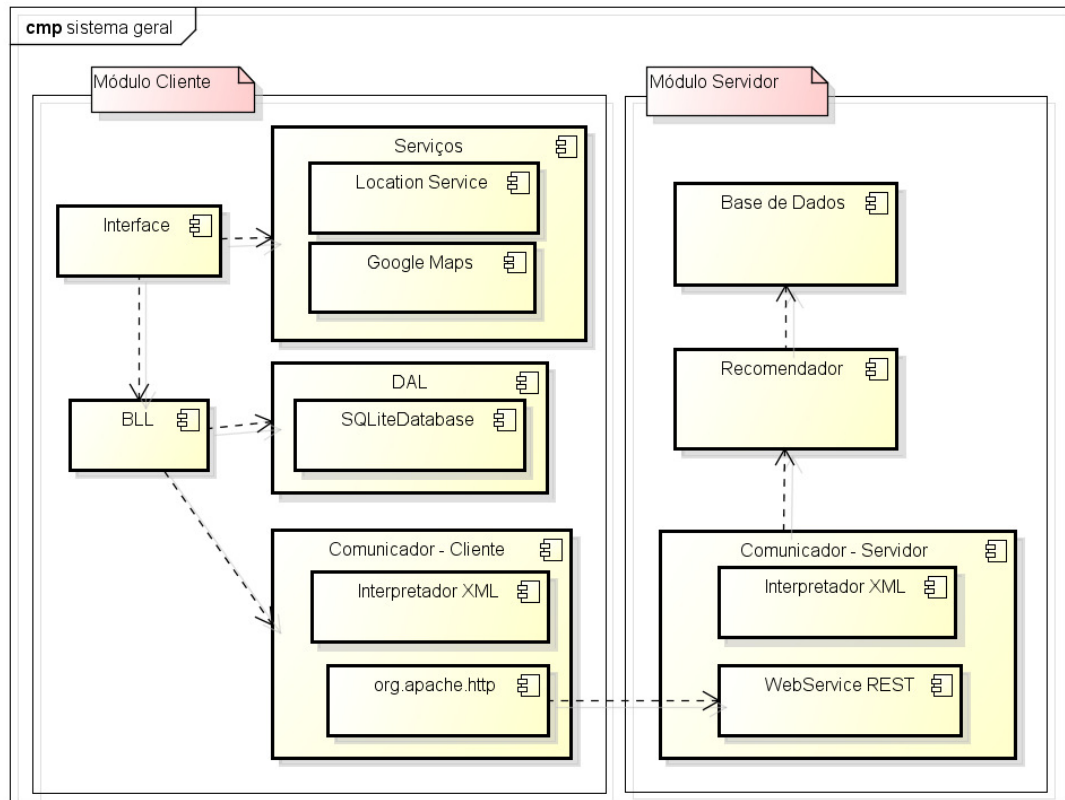 cmp sistema geral
Módulo Cliente
Serviços
Location Service
Google Maps
Interface
BLL
DAL
SQLiteDatabase
Comunicador - Cliente
Interpretador XML
org.apache.http
Módulo Servidor
Base de Dados
Recomendador
Comunicador - Servidor
Interpretador XML
WebService REST